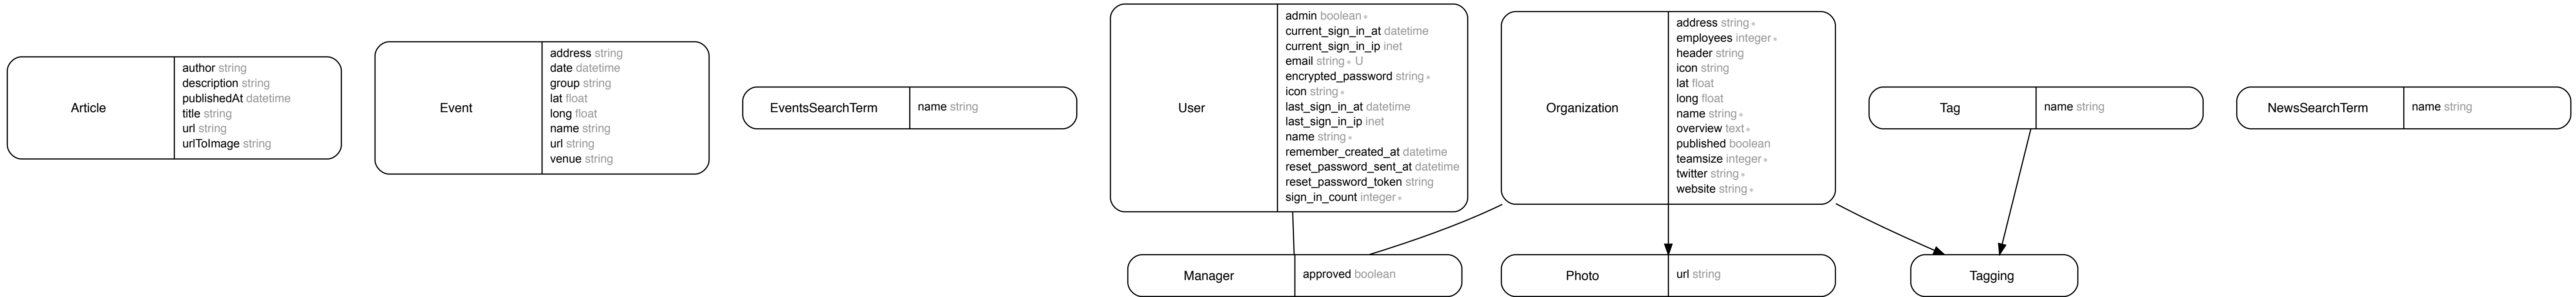 Article
author string
description string
publishedAt datetime
title string
url string
urlToImage string
Event
address string
date datetime
group string
lat float
long float
name string
url string
venue string
EventsSearchTerm
name string
User
admin boolean *
current_sign_in_at datetime
current_sign_in_ip inet
email string * U
encrypted_password string *
icon string *
last_sign_in_at datetime
last_sign_in_ip inet
name string *
remember_created_at datetime
reset_password_sent_at datetime
reset_password_token string
sign_in_count integer *
Organization
address string *
employees integer *
header string
icon string
lat float
long float
name string *
overview text *
published boolean
teamsize integer *
twitter string *
website string *
Tag
name string
NewsSearchTerm
name string
Manager
approved boolean
Photo
url string
Tagging